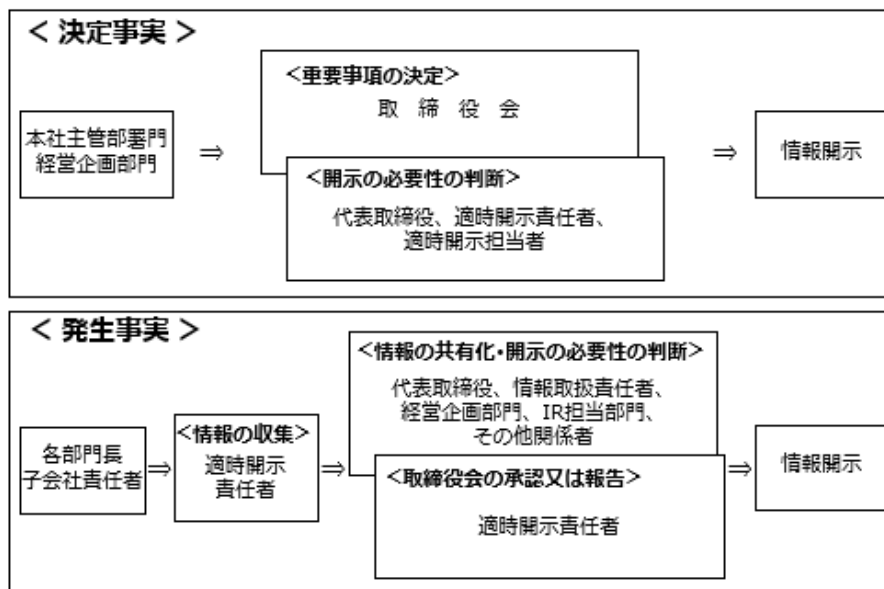 < 決定事実 >
<重要事項の決定>
取 締 役 会
本社主管部署門
経営企画部門
⇒
⇒
情報開示
<開示の必要性の判断>
代表取締役、適時開示責任者、
適時開示担当者
< 発生事実 >
<情報の共有化・開示の必要性の判断>
代表取締役、情報取扱責任者、
経営企画部門、IR担当部門、
その他関係者
各部門長
子会社責任者
⇒
<情報の収集>
適時開示
責任者
⇒
<取締役会の承認又は報告>
適時開示責任者
⇒
情報開示